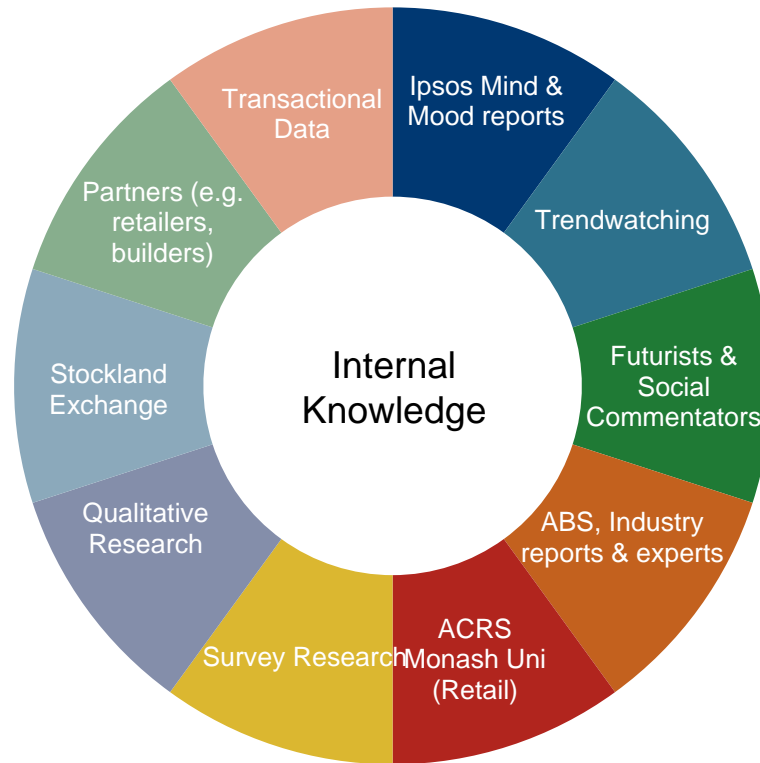 Ipsos Mind &
Mood reports
Trendwatching
Futurists &
Social
Commentators
ABS, Industry
reports & experts
ACRS
Monash Uni
(Retail)
Survey Research
Qualitative
Research
Stockland
Exchange
Partners (e.g.
retailers,
builders)
Transactional
Data
Internal
Knowledge